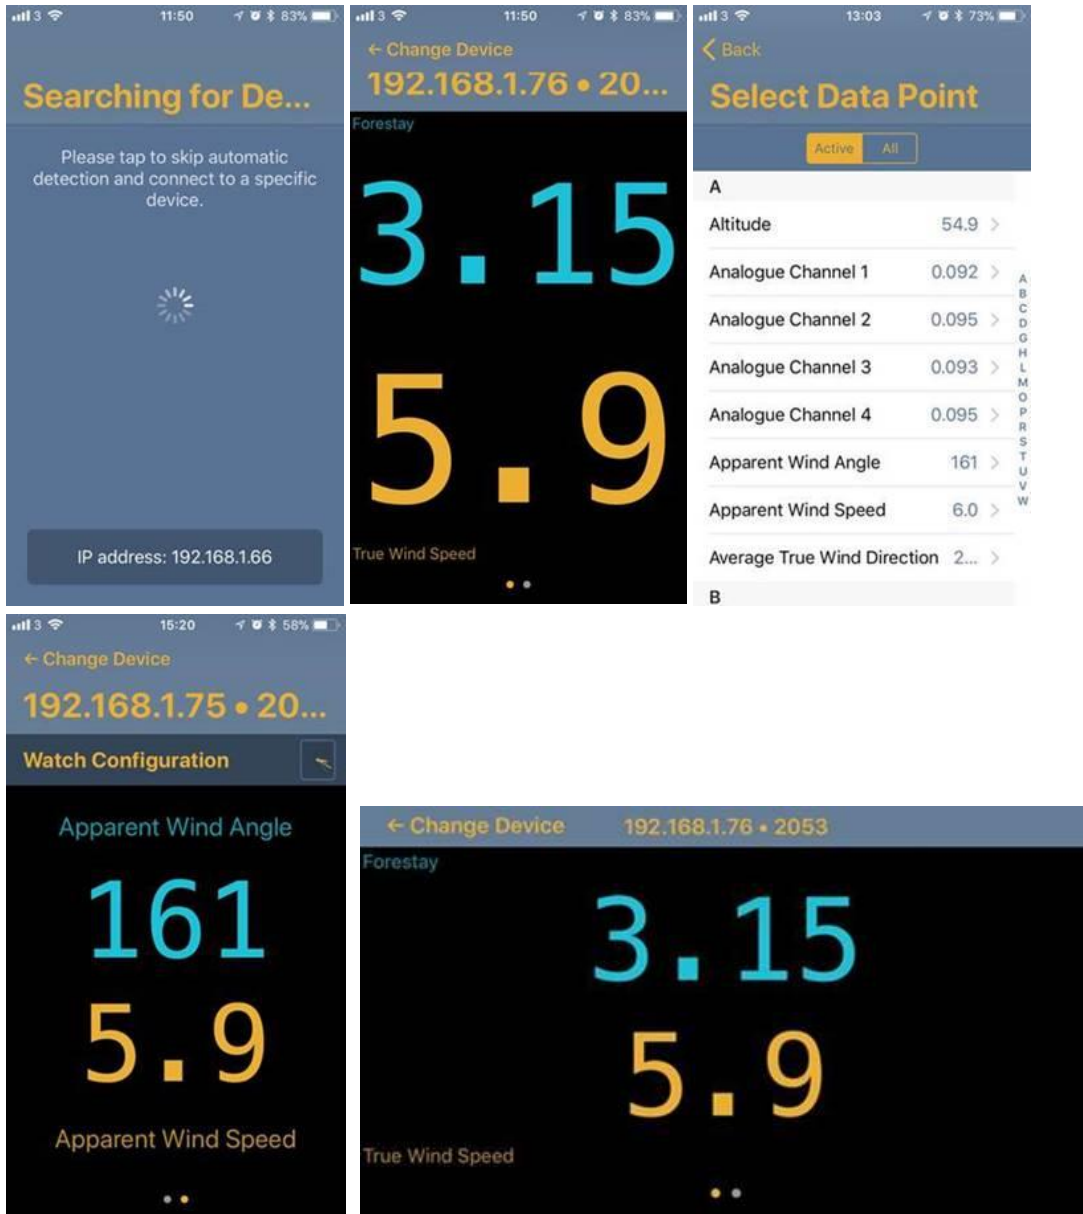 3 11:50 83%
Searching for De...
Please tap to skip automatic
detection and connect to a specific
device.
IP address: 192.168.1.66
3 11:50 83%
← Change Device
192.168.1.76 • 20...
Forestay
3.15
5.9
True Wind Speed
3 13:03 73%
Back
Select Data Point
Active All
A
Altitude 54.9
Analogue Channel 1 0.092
Analogue Channel 2 0.095
Analogue Channel 3 0.093
Analogue Channel 4 0.095
Apparent Wind Angle 161
Apparent Wind Speed 6.0
Average True Wind Direction 2...
B
A
B
C
D
G
H
L
M
O
P
R
S
T
U
V
W
3 15:20 58%
← Change Device
192.168.1.75 • 20...
Watch Configuration
Apparent Wind Angle
161
5.9
Apparent Wind Speed
← Change Device 192.168.1.76 • 2053
Forestay
3.15
5.9
True Wind Speed